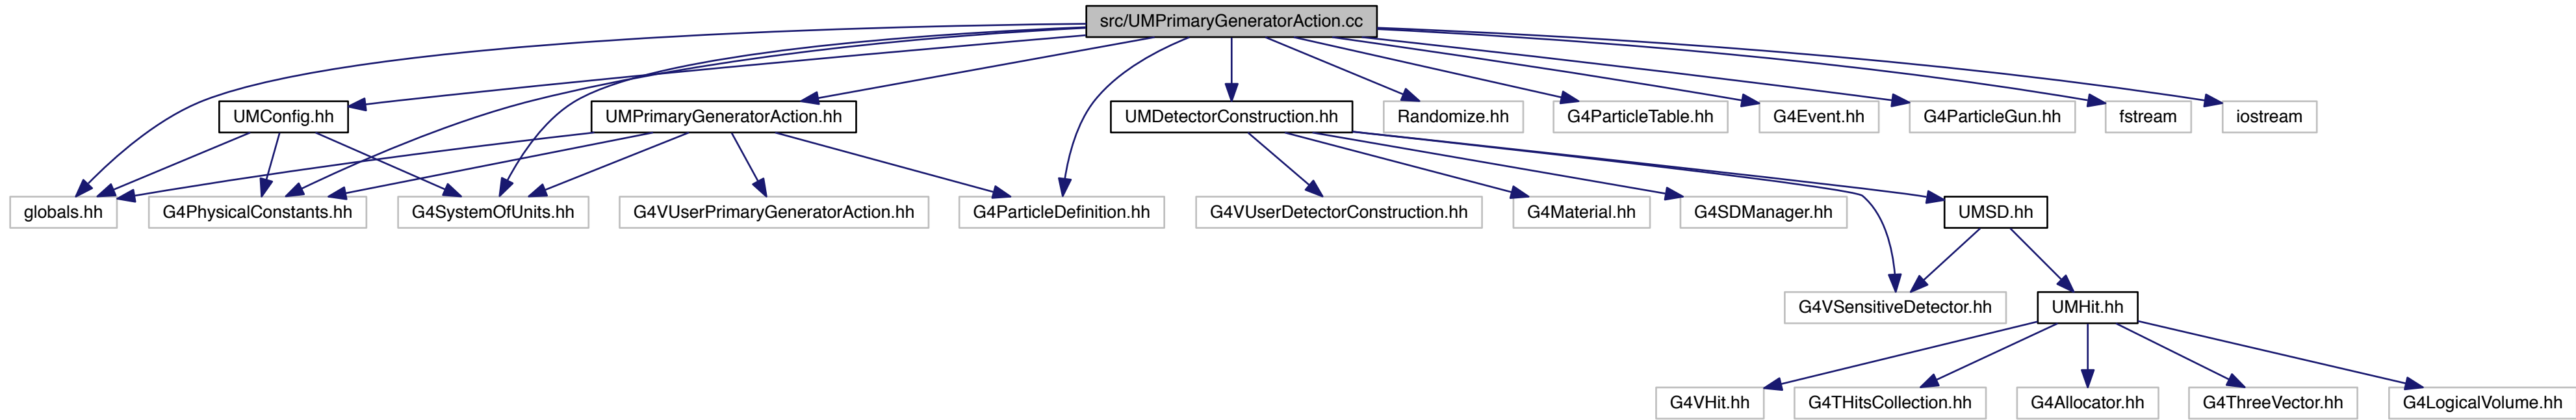 src/UMPrimaryGeneratorAction.cc
UMConfig.hh
UMPrimaryGeneratorAction.hh
UMDetectorConstruction.hh
Randomize.hh
G4ParticleTable.hh
G4Event.hh
G4ParticleGun.hh
fstream
iostream
globals.hh
G4PhysicalConstants.hh
G4SystemOfUnits.hh
G4VUserPrimaryGeneratorAction.hh
G4ParticleDefinition.hh
G4VUserDetectorConstruction.hh
G4Material.hh
G4SDManager.hh
UMSD.hh
G4VSensitiveDetector.hh
UMHit.hh
G4VHit.hh
G4THitsCollection.hh
G4Allocator.hh
G4ThreeVector.hh
G4LogicalVolume.hh